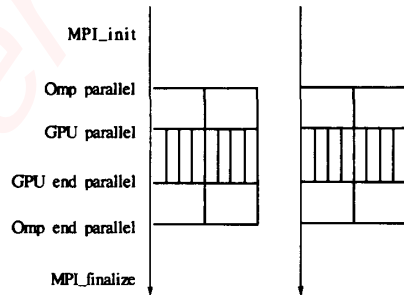 MPI_init
Omp parallel
GPU parallel
GPU end parallel
Omp end parallel
MPI_finalize